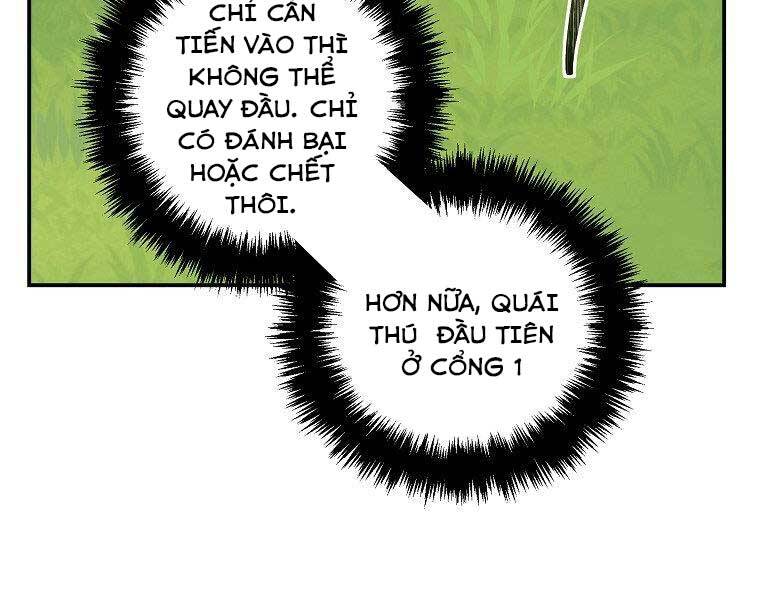 CHỈ CẦN
TIẾN VÀO THÌ
KHÔNG THỂ
QUAY ĐẦU. CHỈ
CÓ ĐÁNH BẠI
HOẶC CHẾT
THÔI.
HƠN NỮA, QUÁI
THÚ ĐẦU TIÊN
Ở CỔNG 1